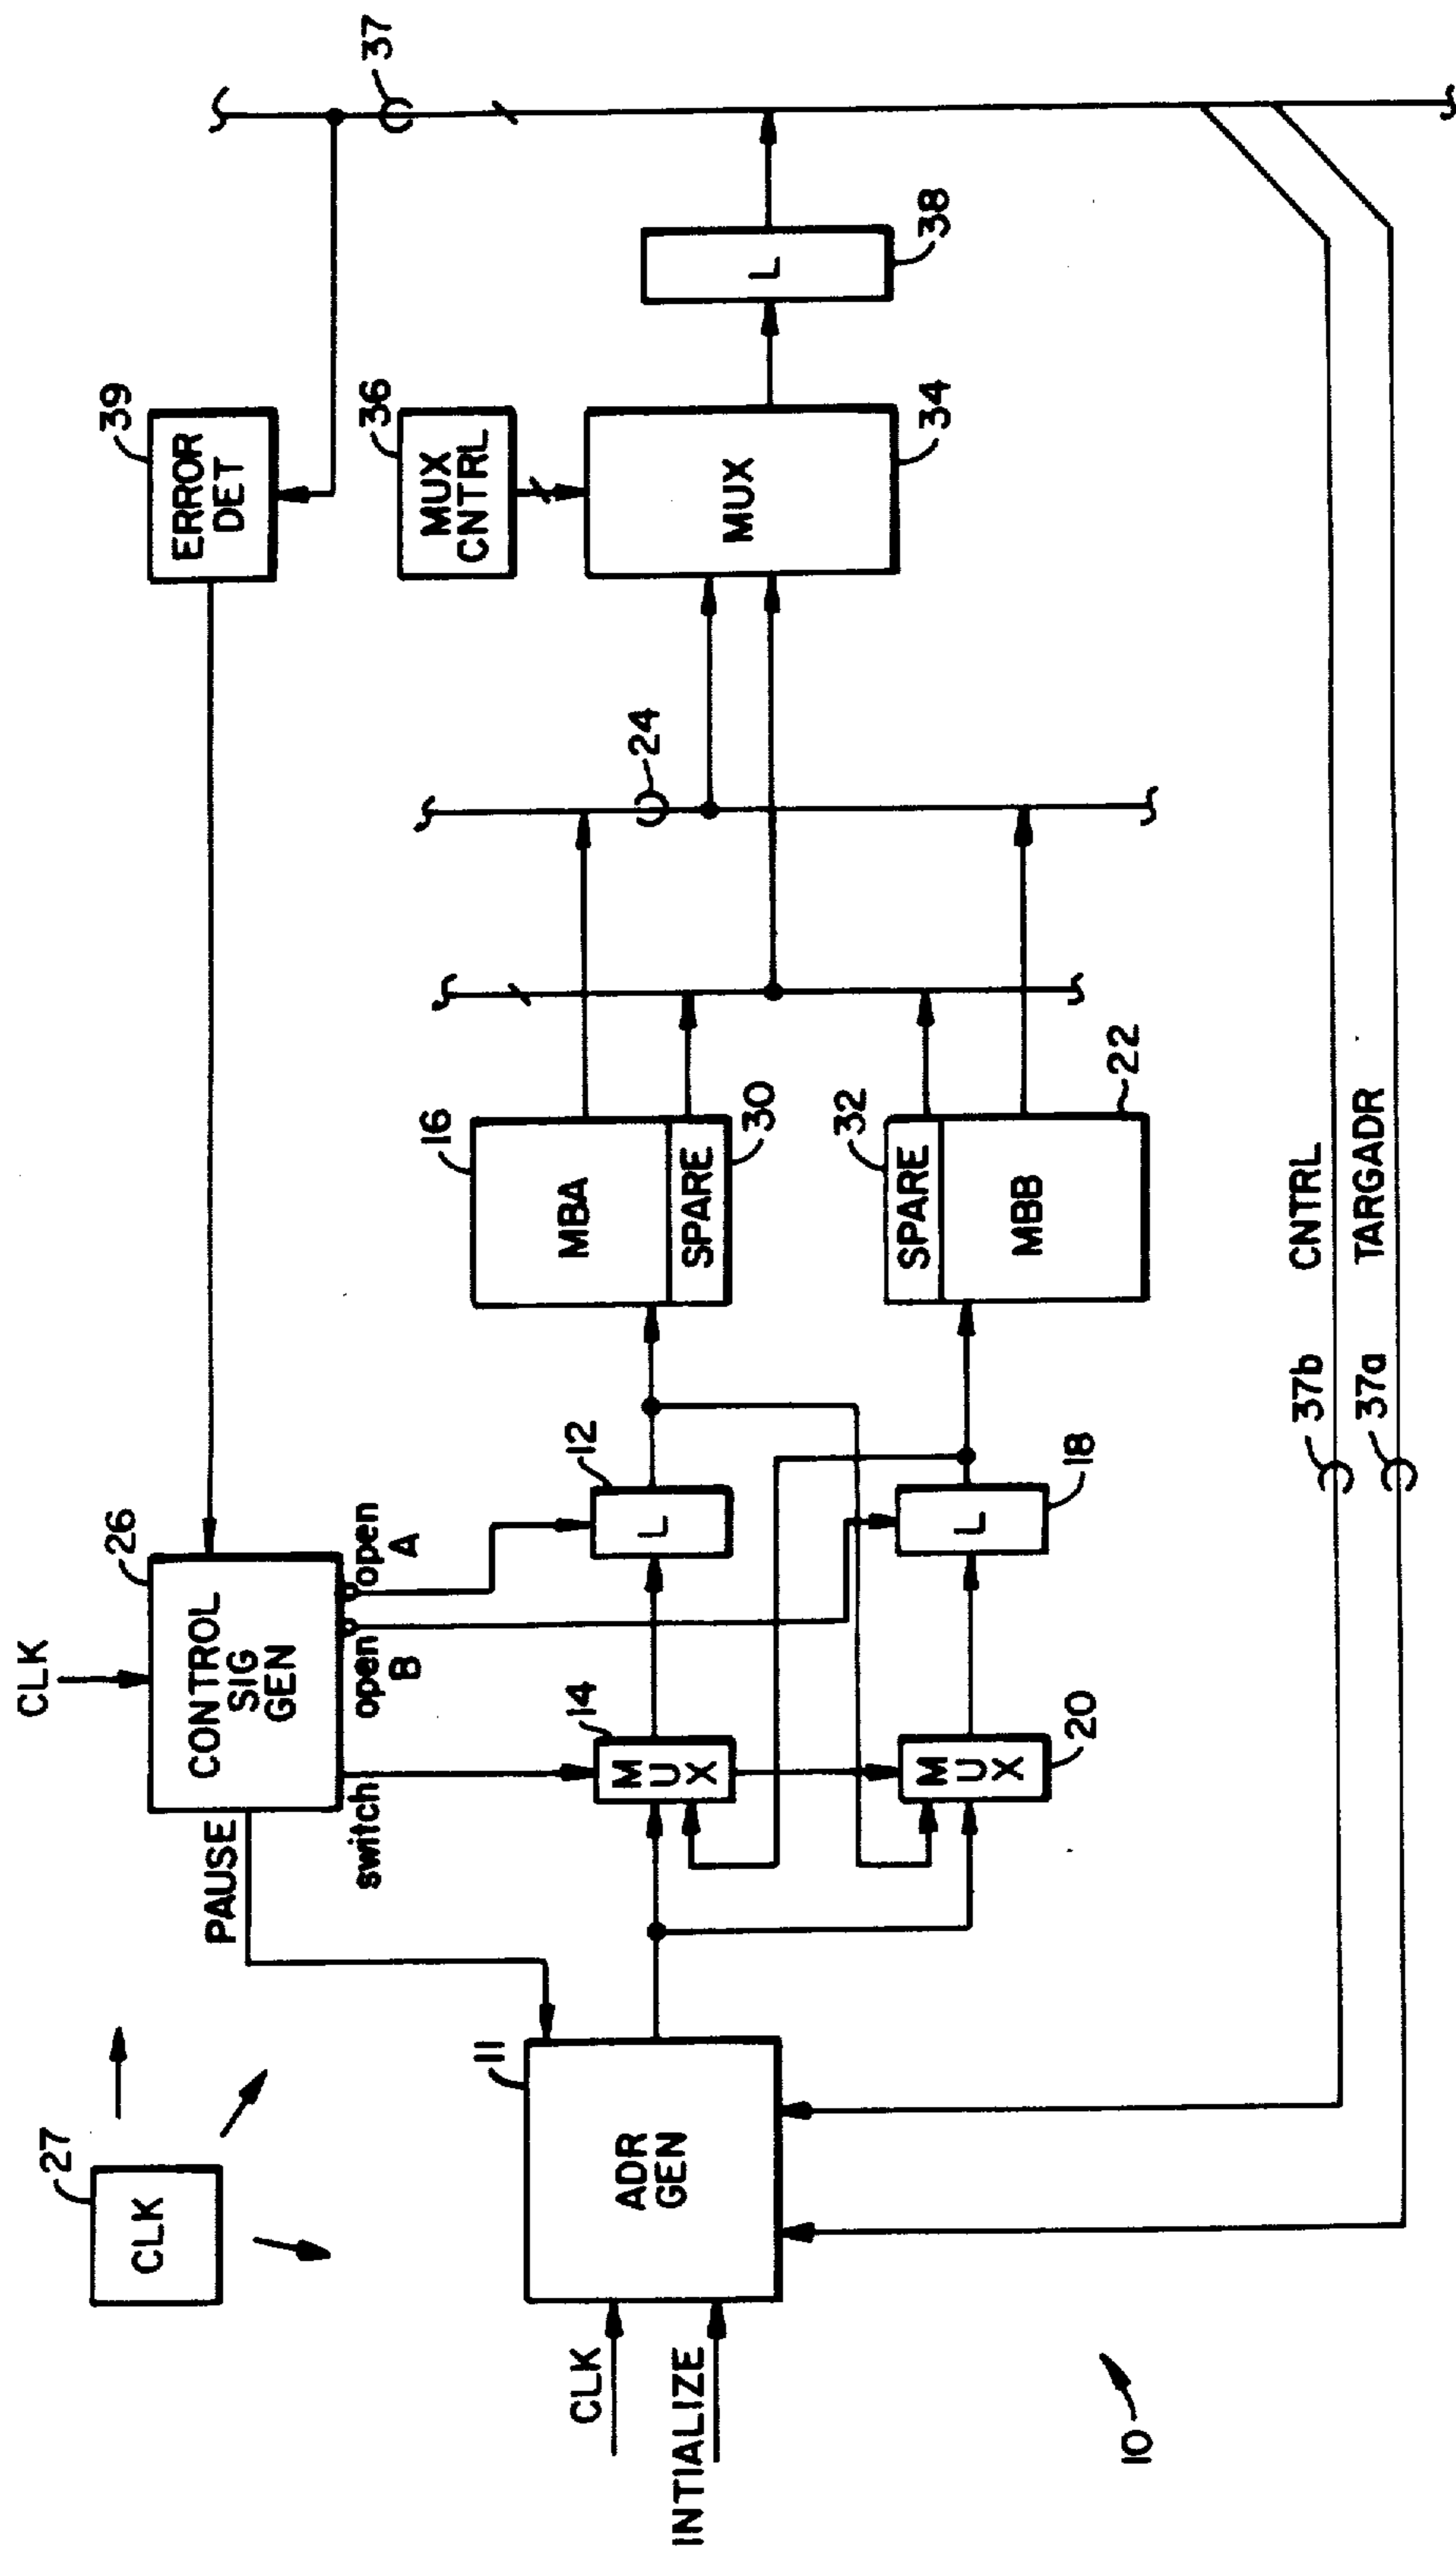 27
CLK
CLK
26
CONTROL
SIG
GEN
PAUSE
switch
open
B
open
A
39
ERROR
DET
37
36
MUX
CNTRL
11
ADR
GEN
CLK
INTIALIZE
14
MUX
12
L
16
MBA
SPARE
30
24
MUX
34
L
38
20
MUX
18
L
32
SPARE
MBB
22
37b
CNTRL
37a
TARGADR
10